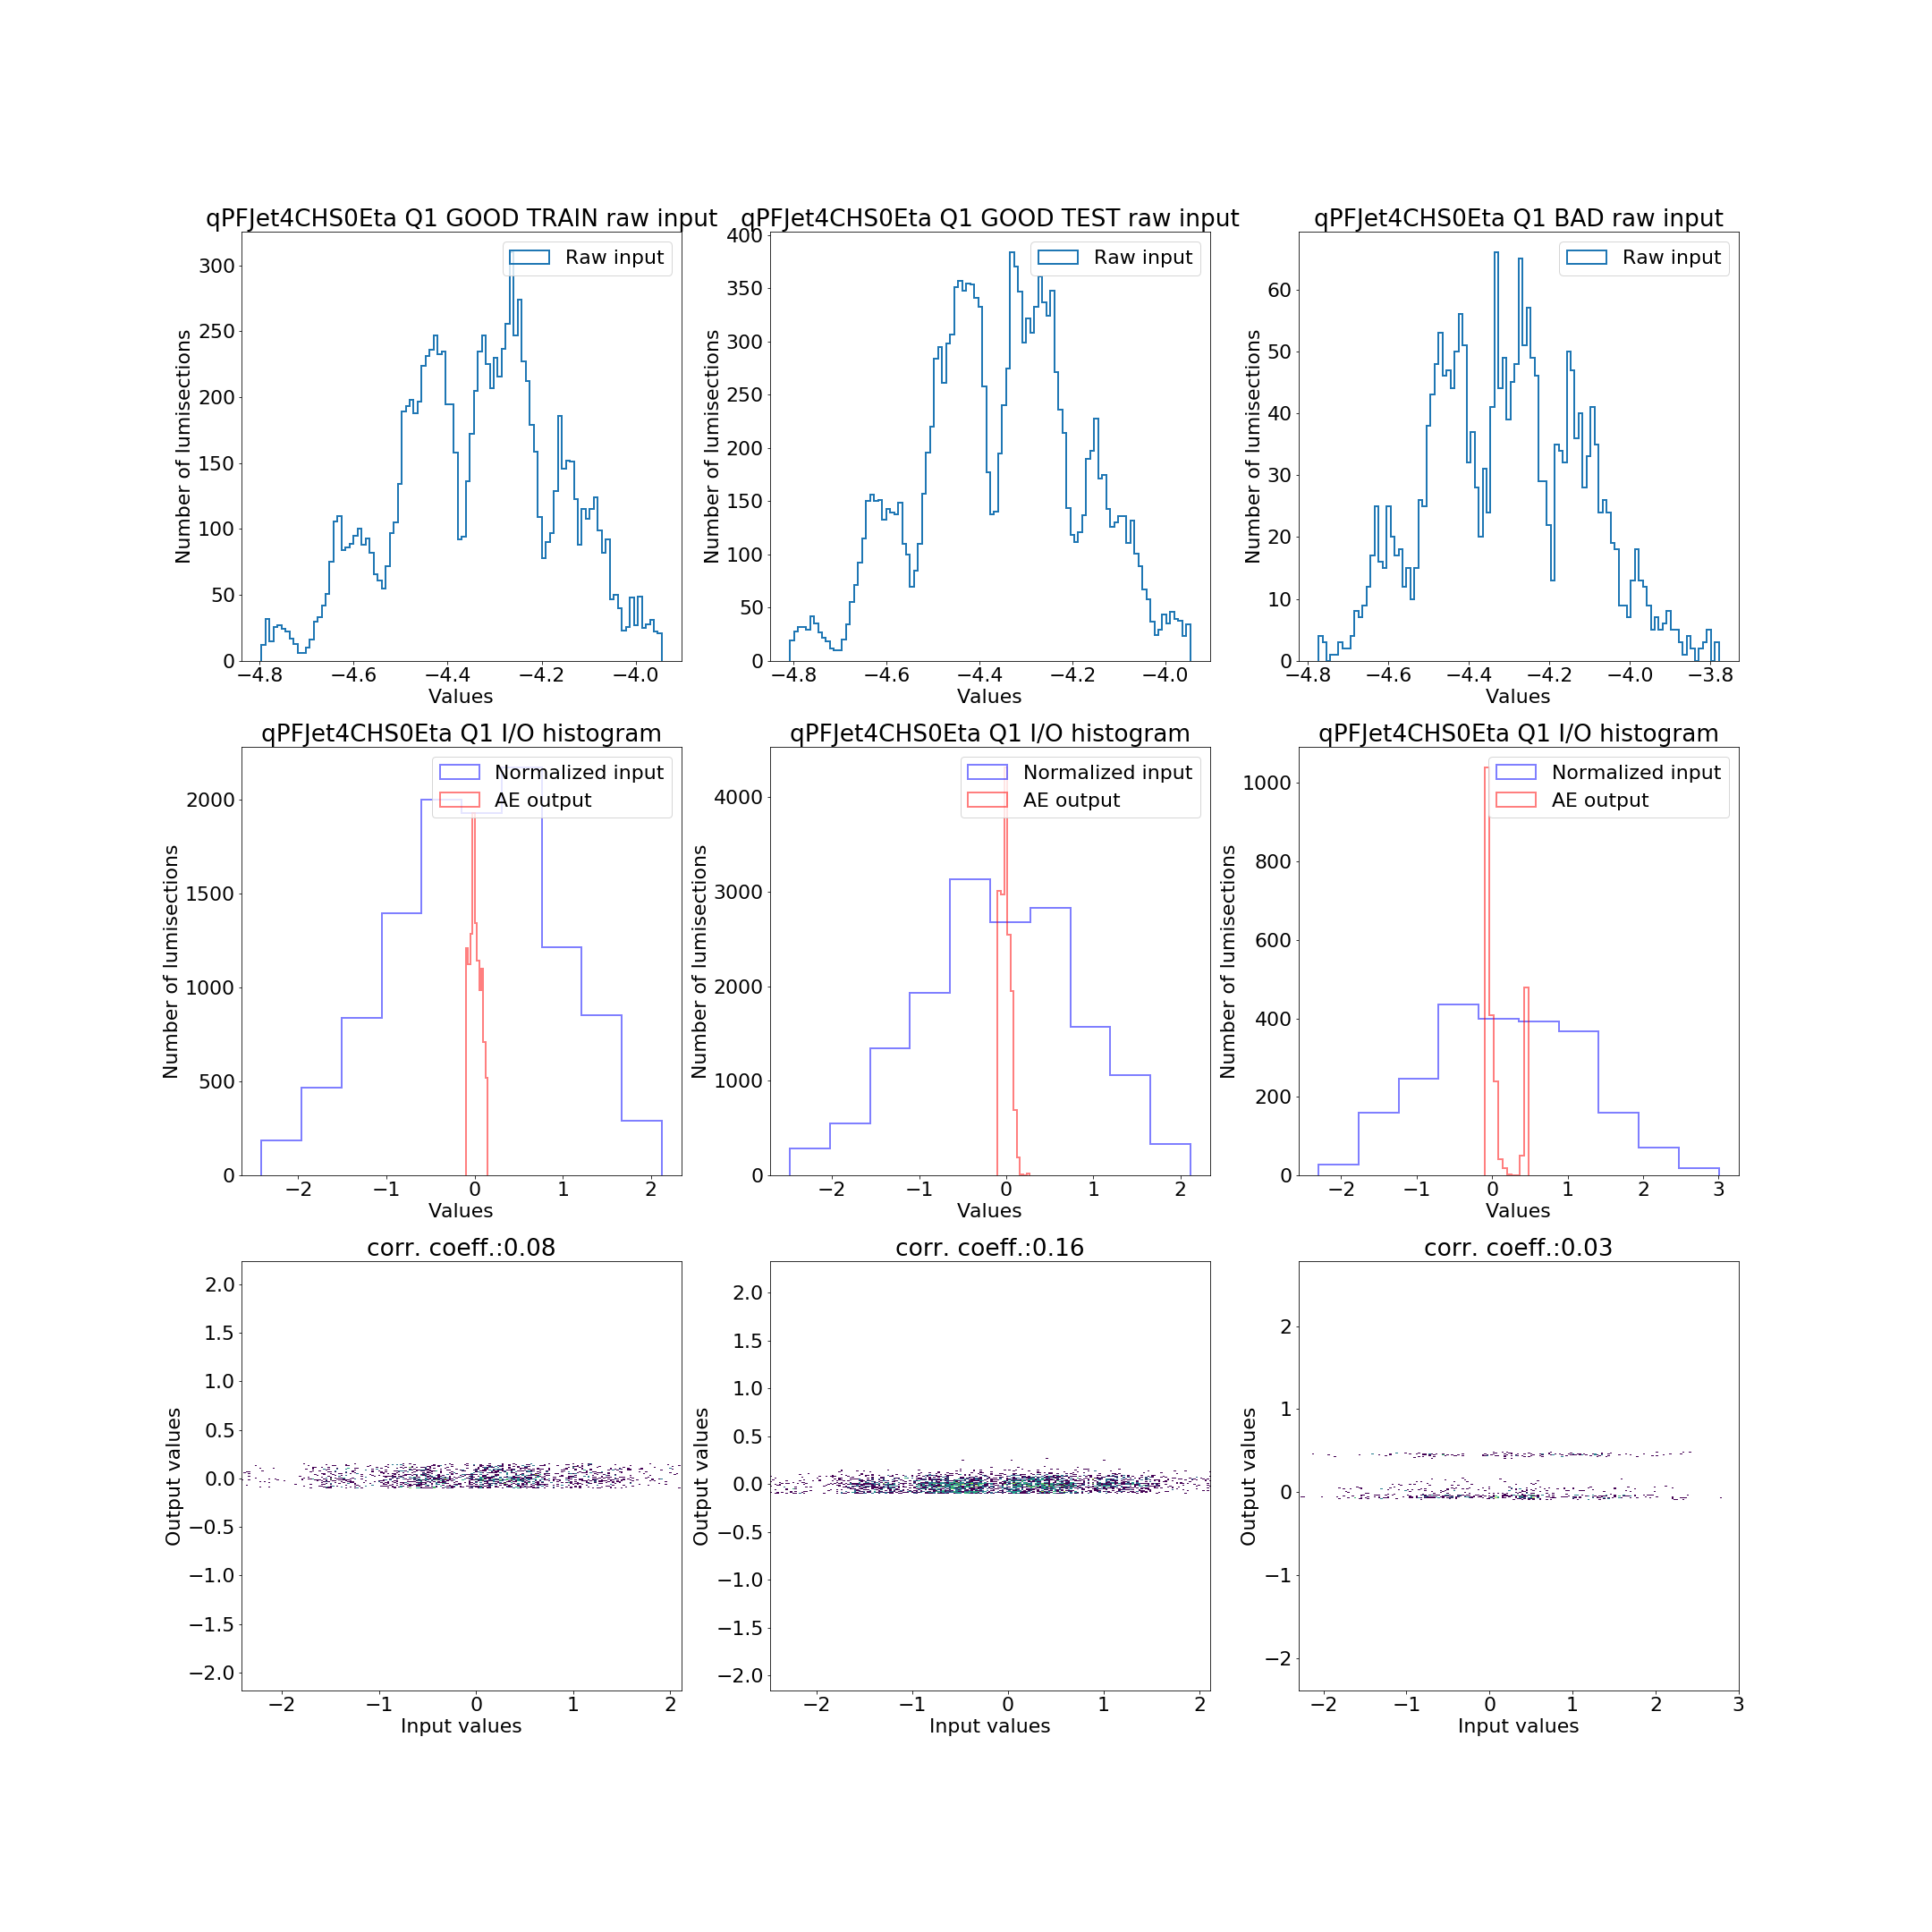 qPFJet4CHS0Eta Q1 GOOD TRAIN raw input
Raw input
300
250
200
150
100
50
0
Number of lumisections
−4.8 −4.6 −4.4 −4.2 −4.0
Values
qPFJet4CHS0Eta Q1 GOOD TEST raw input
Raw input
400
350
300
250
200
150
100
50
0
Number of lumisections
−4.8 −4.6 −4.4 −4.2 −4.0
Values
qPFJet4CHS0Eta Q1 BAD raw input
Raw input
60
50
40
30
20
10
0
Number of lumisections
−4.8 −4.6 −4.4 −4.2 −4.0 −3.8
Values
qPFJet4CHS0Eta Q1 I/O histogram
Normalized input
AE output
2000
1500
1000
500
0
Number of lumisections
−2 −1 0 1 2
Values
qPFJet4CHS0Eta Q1 I/O histogram
Normalized input
AE output
4000
3000
2000
1000
0
Number of lumisections
−2 −1 0 1 2
Values
qPFJet4CHS0Eta Q1 I/O histogram
Normalized input
AE output
1000
800
600
400
200
0
Number of lumisections
−2 −1 0 1 2 3
Values
corr. coeff.:0.08
2.0
1.5
1.0
0.5
0.0
−0.5
−1.0
−1.5
−2.0
Output values
−2 −1 0 1 2
Input values
corr. coeff.:0.16
2.0
1.5
1.0
0.5
0.0
−0.5
−1.0
−1.5
−2.0
Output values
−2 −1 0 1 2
Input values
corr. coeff.:0.03
2
1
0
−1
−2
Output values
−2 −1 0 1 2 3
Input values